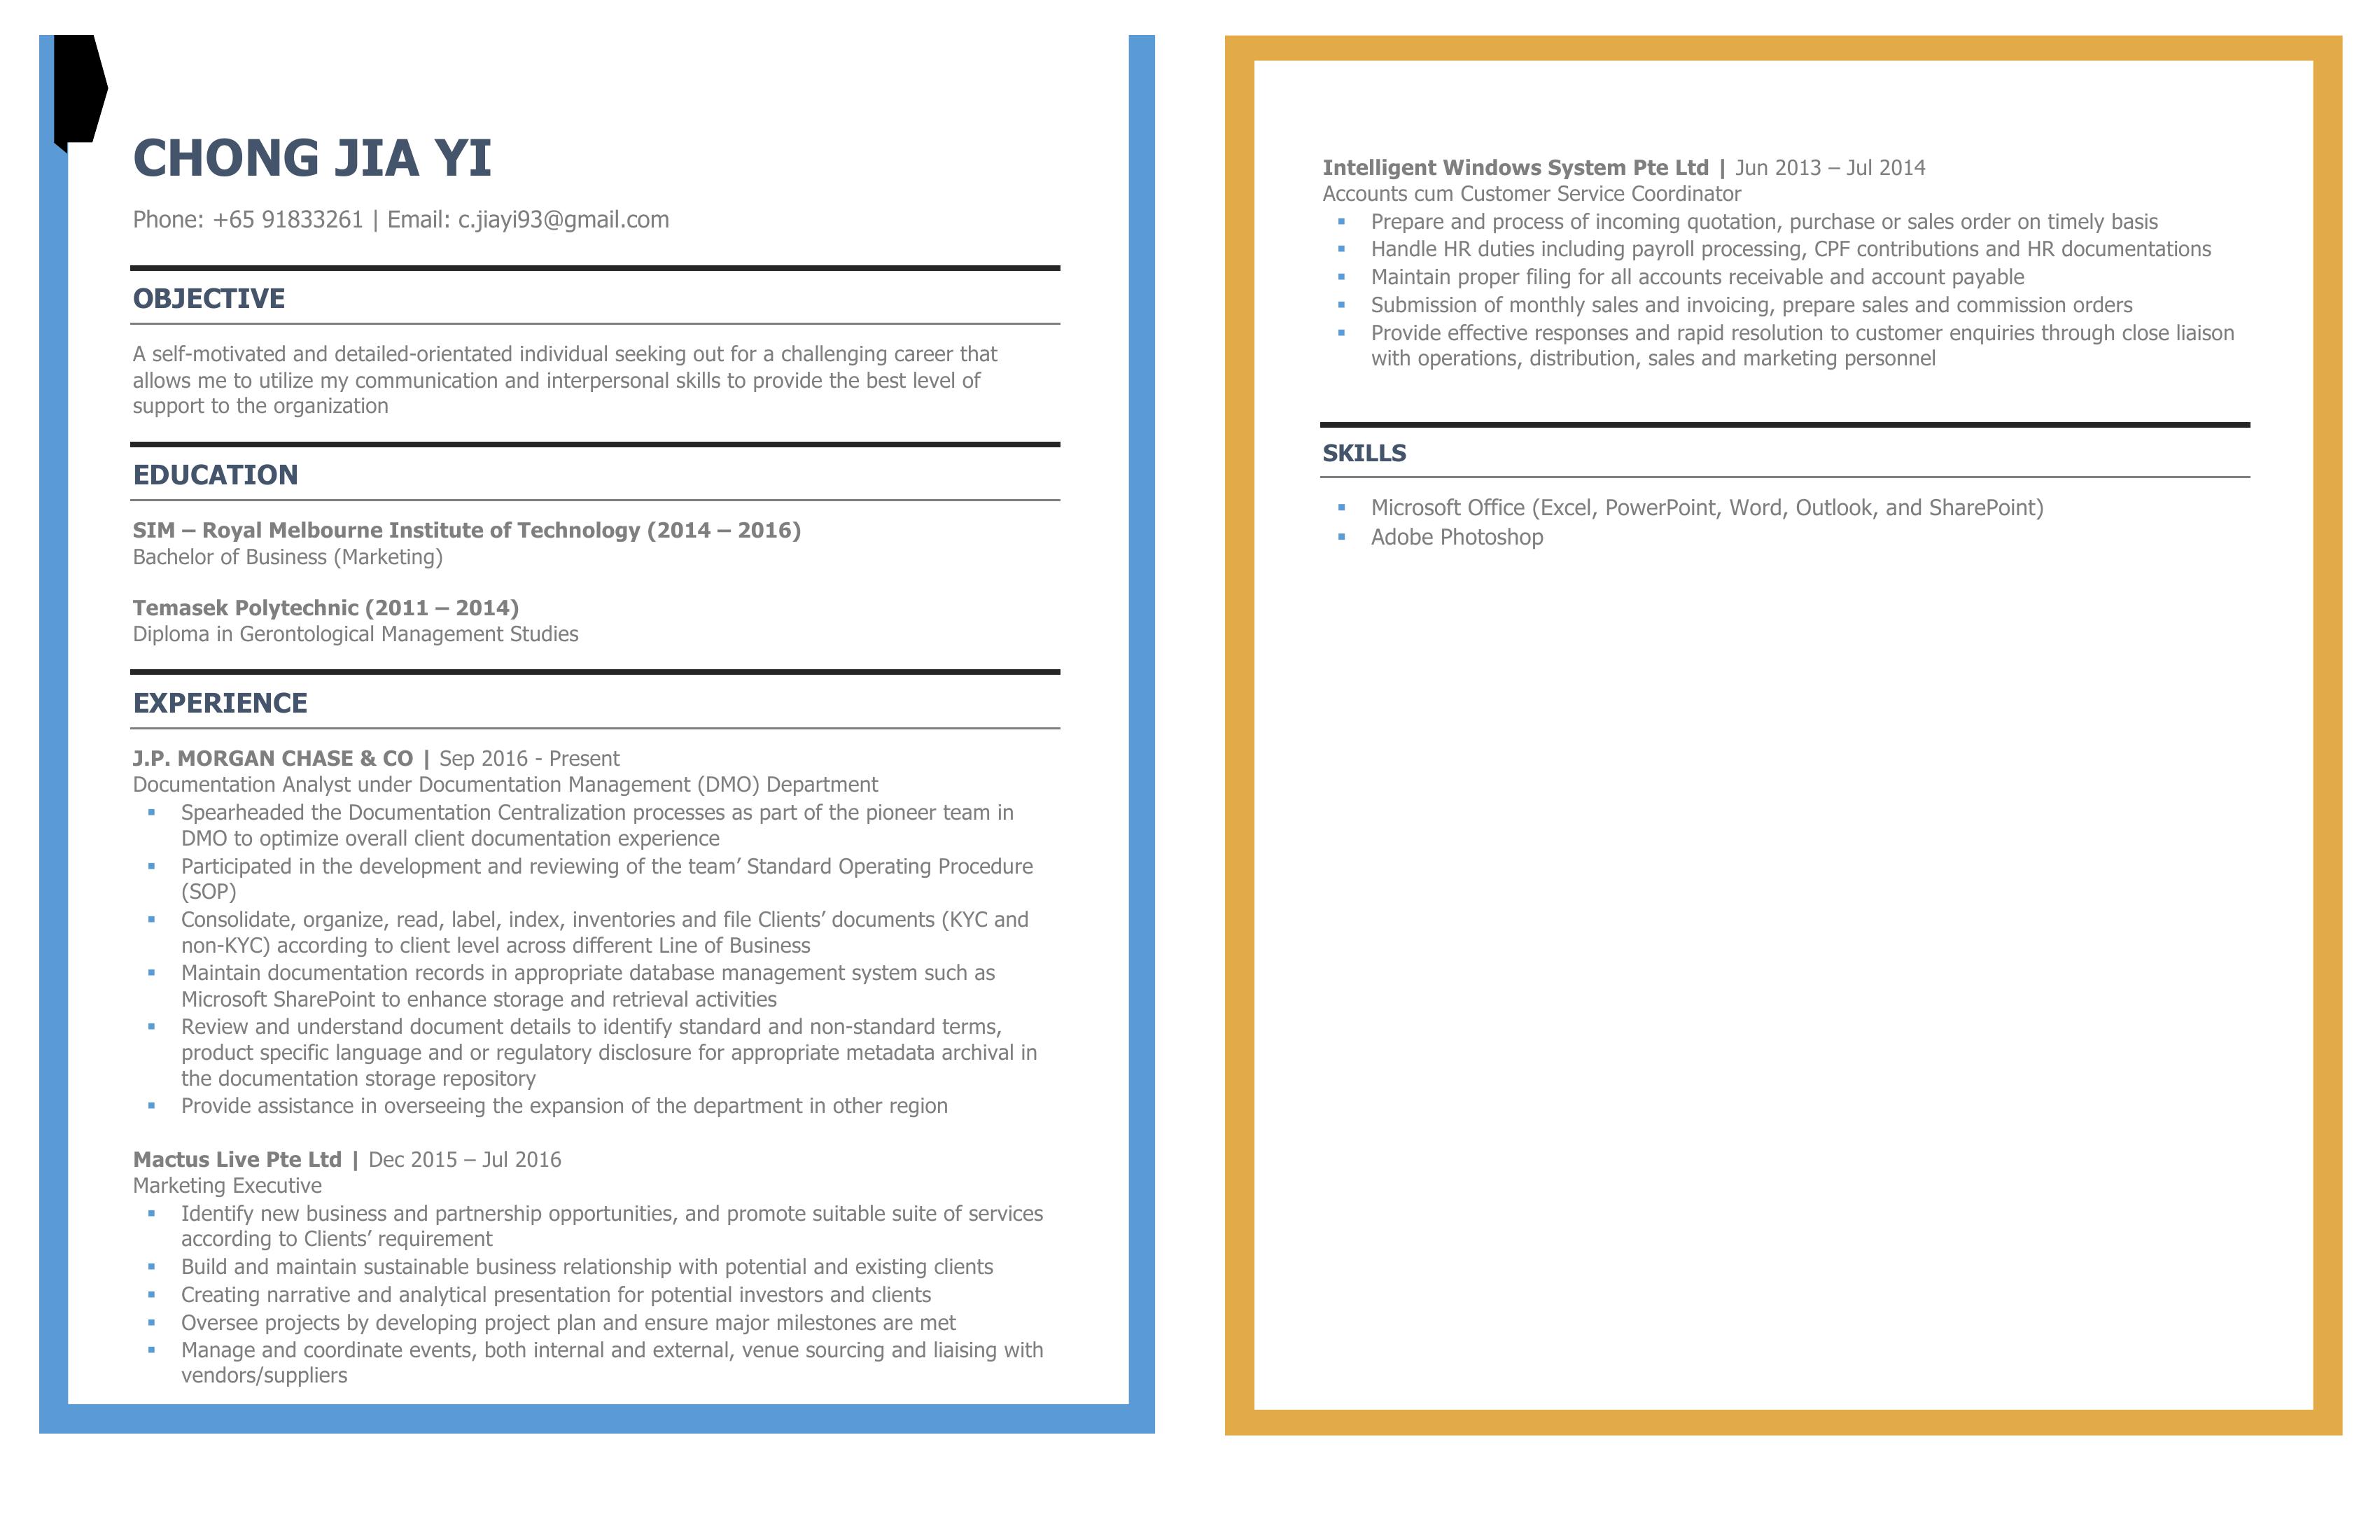 CHONG JIA YI
Phone: +65 91833261 | Email: c.jiayi93@gmail.com
OBJECTIVE
A self-motivated and detailed-orientated individual seeking out for a challenging career that
allows me to utilize my communication and interpersonal skills to provide the best level of
support to the organization
EDUCATION
SIM – Royal Melbourne Institute of Technology (2014 – 2016)
Bachelor of Business (Marketing)
Temasek Polytechnic (2011 – 2014)
Diploma in Gerontological Management Studies
EXPERIENCE
J.P. MORGAN CHASE & CO | Sep 2016 - Present
Documentation Analyst under Documentation Management (DMO) Department
▪ Spearheaded the Documentation Centralization processes as part of the pioneer team in
DMO to optimize overall client documentation experience
▪ Participated in the development and reviewing of the team’ Standard Operating Procedure
(SOP)
▪ Consolidate, organize, read, label, index, inventories and file Clients’ documents (KYC and
non-KYC) according to client level across different Line of Business
▪ Maintain documentation records in appropriate database management system such as
Microsoft SharePoint to enhance storage and retrieval activities
▪ Review and understand document details to identify standard and non-standard terms,
product specific language and or regulatory disclosure for appropriate metadata archival in
the documentation storage repository
▪ Provide assistance in overseeing the expansion of the department in other region
Mactus Live Pte Ltd | Dec 2015 – Jul 2016
Marketing Executive
▪ Identify new business and partnership opportunities, and promote suitable suite of services
according to Clients’ requirement
▪ Build and maintain sustainable business relationship with potential and existing clients
▪ Creating narrative and analytical presentation for potential investors and clients
▪ Oversee projects by developing project plan and ensure major milestones are met
▪ Manage and coordinate events, both internal and external, venue sourcing and liaising with
vendors/suppliers
Intelligent Windows System Pte Ltd | Jun 2013 – Jul 2014
Accounts cum Customer Service Coordinator
▪ Prepare and process of incoming quotation, purchase or sales order on timely basis
▪ Handle HR duties including payroll processing, CPF contributions and HR documentations
▪ Maintain proper filing for all accounts receivable and account payable
▪ Submission of monthly sales and invoicing, prepare sales and commission orders
▪ Provide effective responses and rapid resolution to customer enquiries through close liaison
with operations, distribution, sales and marketing personnel
SKILLS
▪ Microsoft Office (Excel, PowerPoint, Word, Outlook, and SharePoint)
▪ Adobe Photoshop